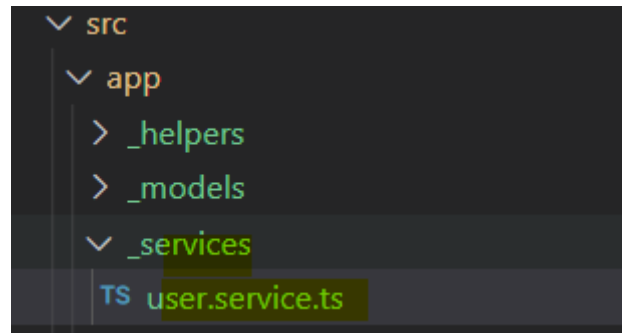 src
app
_helpers
_models
_services
TS user.service.ts